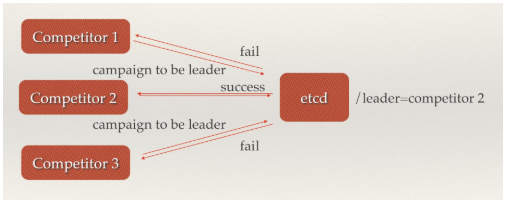 Competitor 1
fail
campaign to be leader
success
Competitor 2
etcd
/leader=competitor 2
campaign to be leader
fail
Competitor 3